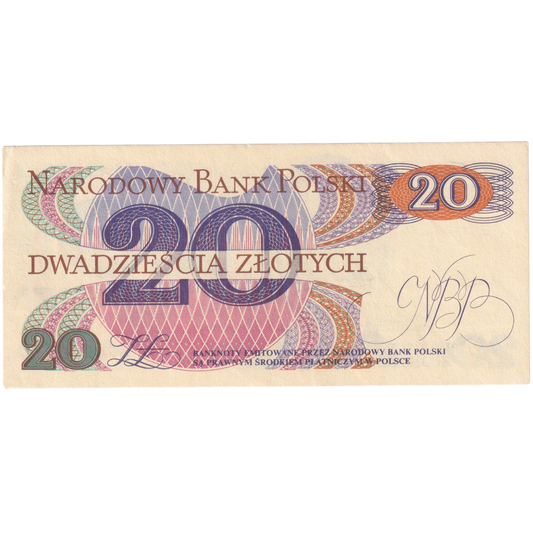 NARODOWY BANK POLSKI
20
20
DWADZIEŚCIA ZŁOTYCH
NBP
20
ZŁ
BANKNOTY EMITOWANE PRZEZ NARODOWY BANK POLSKI
SĄ PRAWNYM ŚRODKIEM PŁATNICZYM W POLSCE